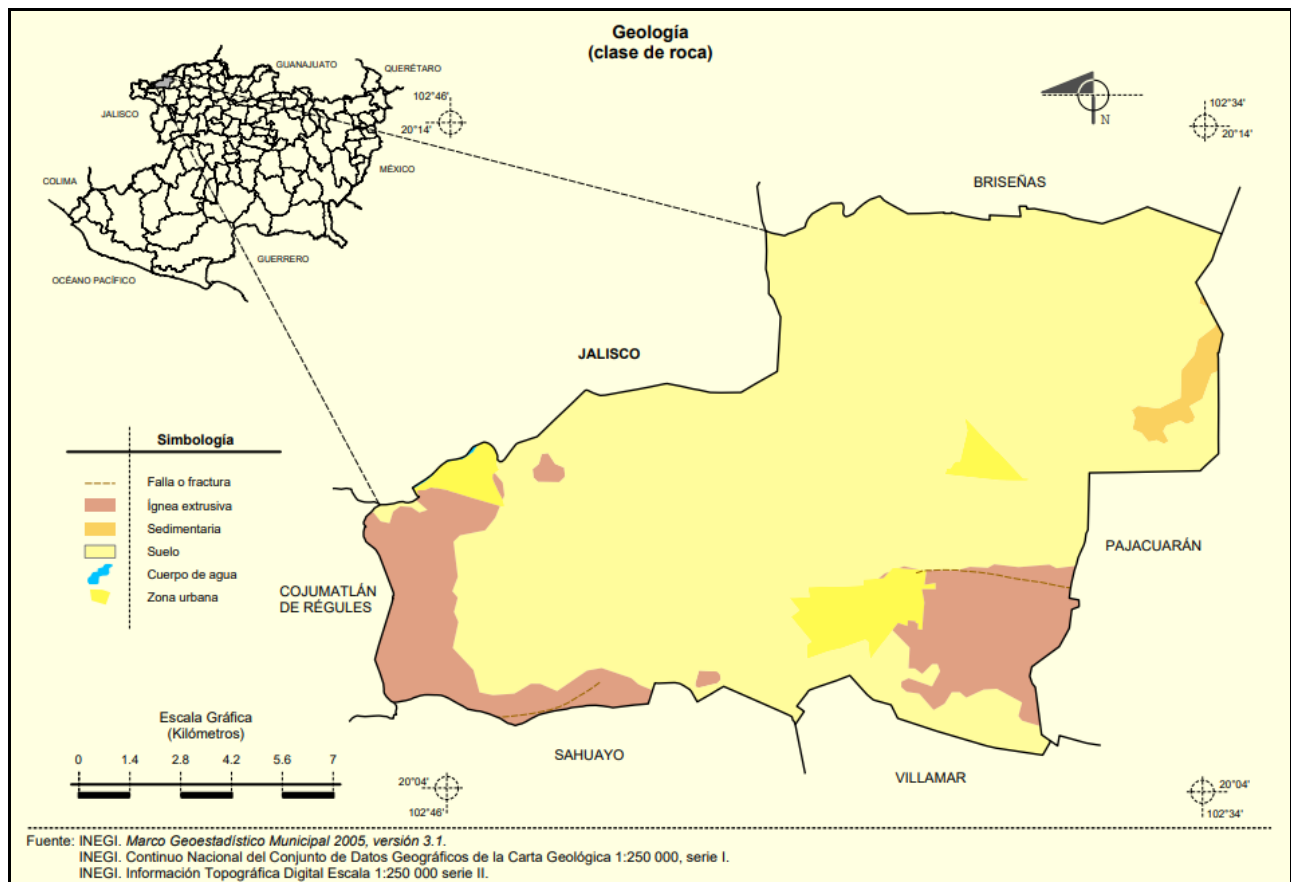 Geología
(clase de roca)
GUANAJUATO
QUERÉTARO
JALISCO
102°46'
20°14'
MÉXICO
COLIMA
GUERRERO
OCÉANO PACÍFICO
N
102°34'
20°14'
BRISEÑAS
JALISCO
Simbología
Falla o fractura
Ígnea extrusiva
Sedimentaria
Suelo
Cuerpo de agua
Zona urbana
COJUMATLÁN
DE RÉGULES
PAJACUARÁN
SAHUAYO
VILLAMAR
Escala Gráfica
(Kilómetros)
0 1.4 2.8 4.2 5.6 7
20°04'
102°46'
20°04'
102°34'
Fuente: INEGI. Marco Geoestadístico Municipal 2005, versión 3.1.
INEGI. Continuo Nacional del Conjunto de Datos Geográficos de la Carta Geológica 1:250 000, serie I.
INEGI. Información Topográfica Digital Escala 1:250 000 serie II.